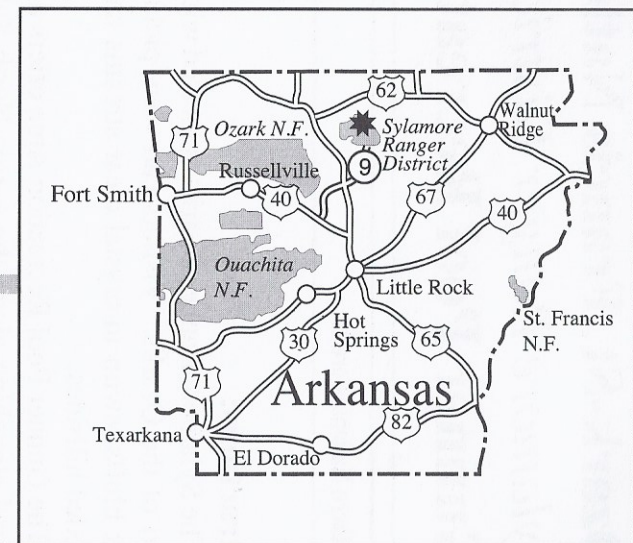 62
Walnut
Ridge
71
Ozark N.F.
Sylamore
Ranger
District
9
Russellville
Fort Smith
40
67
40
Ouachita
N.F.
Little Rock
St. Francis
N.F.
Hot
Springs
30
65
71
Arkansas
82
Texarkana
El Dorado